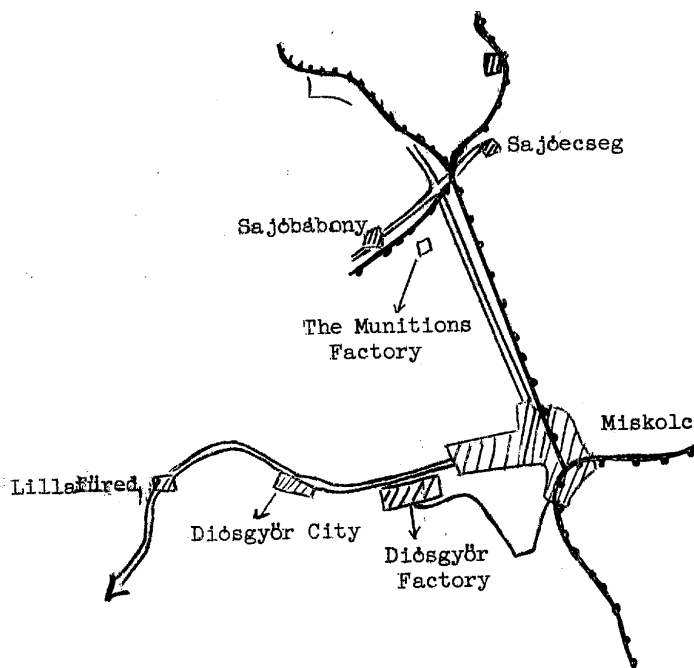 Sajóecseg
Sajóbábony
The Munitions
Factory
Miskolc
Lillafüred
Diósgyör City
Diósgyör
Factory